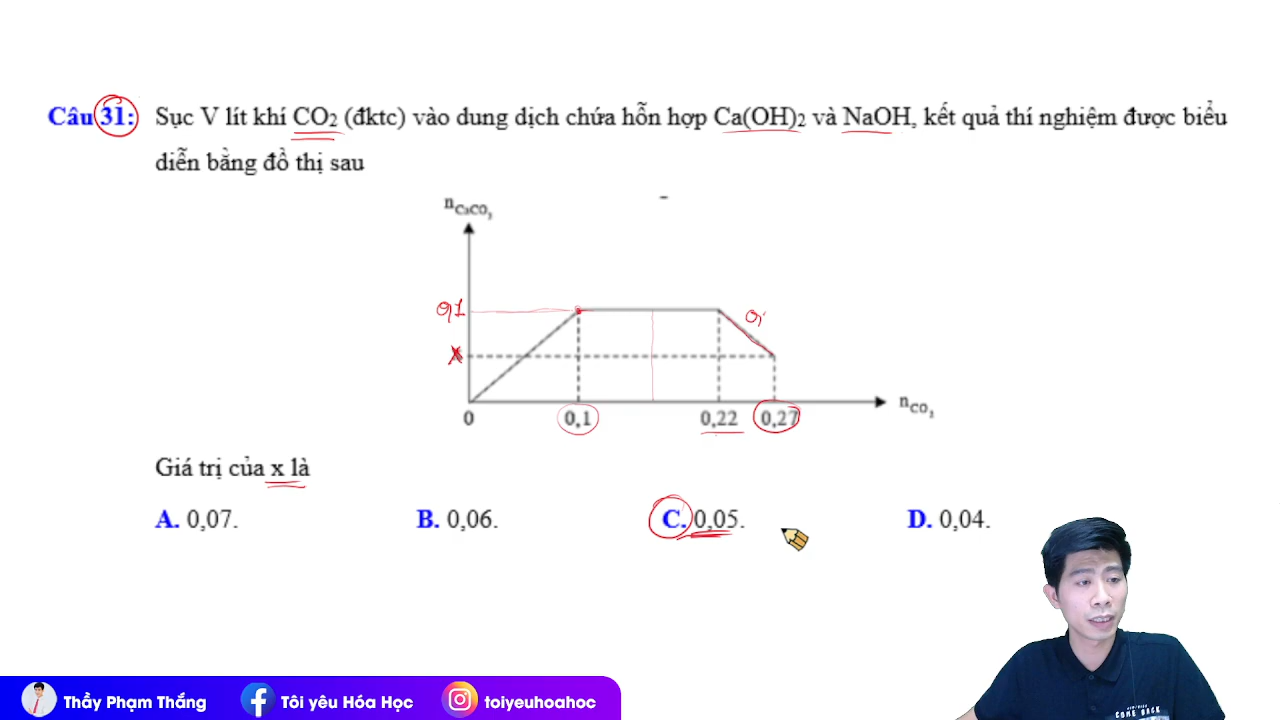 Câu 31: Sục V lít khí CO2 (đktc) vào dung dịch chứa hỗn hợp Ca(OH)2 và NaOH, kết quả thí nghiệm được biểu
diễn bằng đồ thị sau
nCaCO3
0,1
0,
x
0
0,1
0,22
0,27
nCO2
Giá trị của x là
A. 0,07.
B. 0,06.
C. 0,05.
D. 0,04.
COME BACK
Thầy Phạm Thắng
Tôi yêu Hóa Học
toiyeuhoahoc